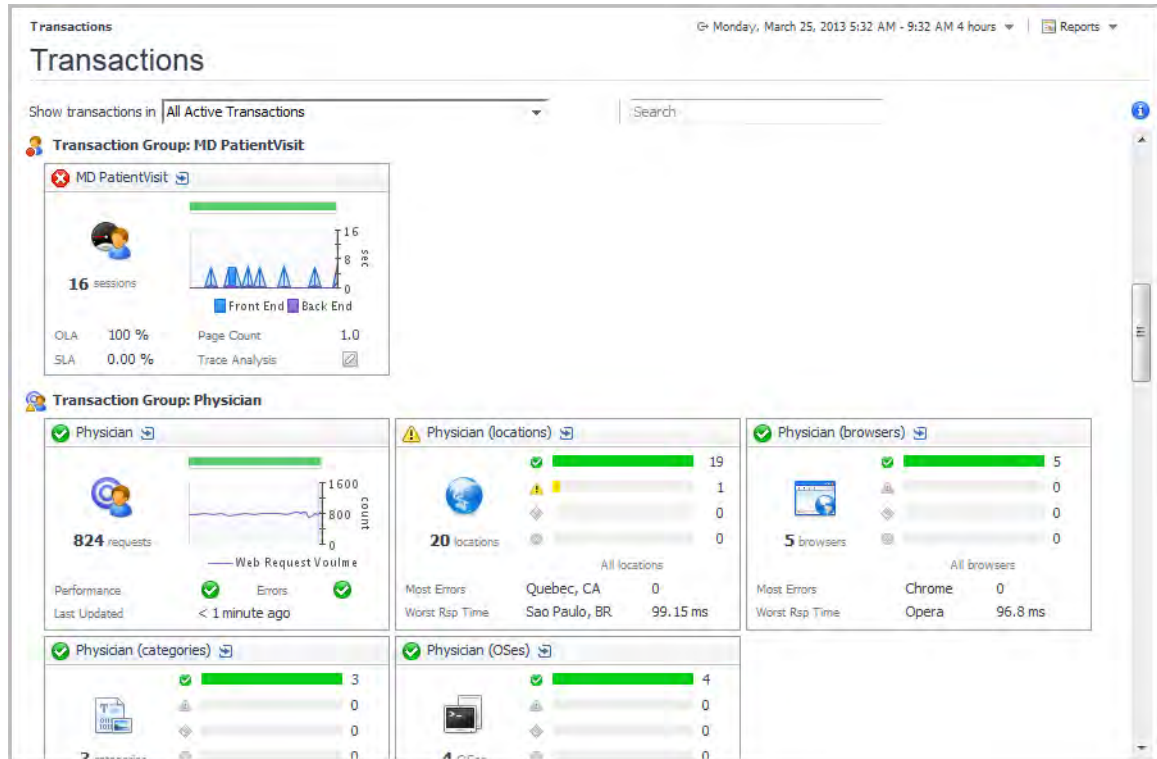 Transactions
Monday, March 25, 2013 5:32 AM - 9:32 AM 4 hours
Reports
Transactions
Show transactions in All Active Transactions
Search
Transaction Group: MD PatientVisit
MD PatientVisit
16
8
0
sec
16 sessions
Front End Back End
OLA 100 % Page Count 1.0
SLA 0.00 % Trace Analysis
Transaction Group: Physician
Physician
1600
800
0
count
824 requests
Web Request Voulme
Performance Errors
Last Updated < 1 minute ago
Physician (locations)
19
1
0
0
20 locations
All locations
Most Errors Quebec, CA 0
Worst Rsp Time Sao Paulo, BR 99.15 ms
Physician (browsers)
5
0
0
0
5 browsers
All browsers
Most Errors Chrome 0
Worst Rsp Time Opera 96.8 ms
Physician (categories)
3
0
0
0
3 categories
Physician (OSes)
4
0
0
0
4 OSes